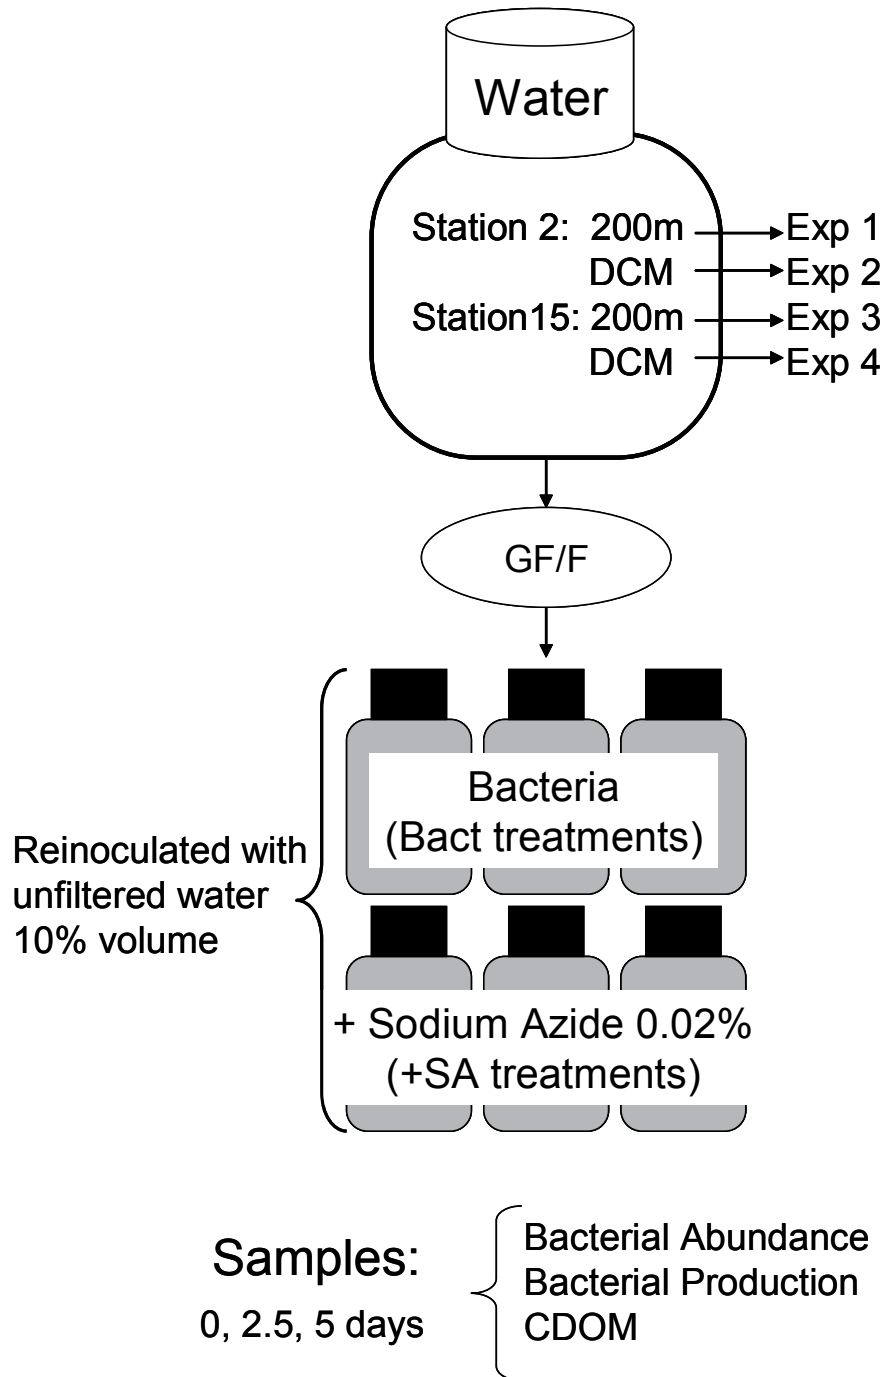 Water
Station 2: 200m Exp 1
DCM Exp 2
Station15: 200m Exp 3
DCM Exp 4
GF/F
Bacteria
(Bact treatments)
Reinoculated with
unfiltered water
10% volume
+ Sodium Azide 0.02%
(+SA treatments)
Samples:
0, 2.5, 5 days
Bacterial Abundance
Bacterial Production
CDOM